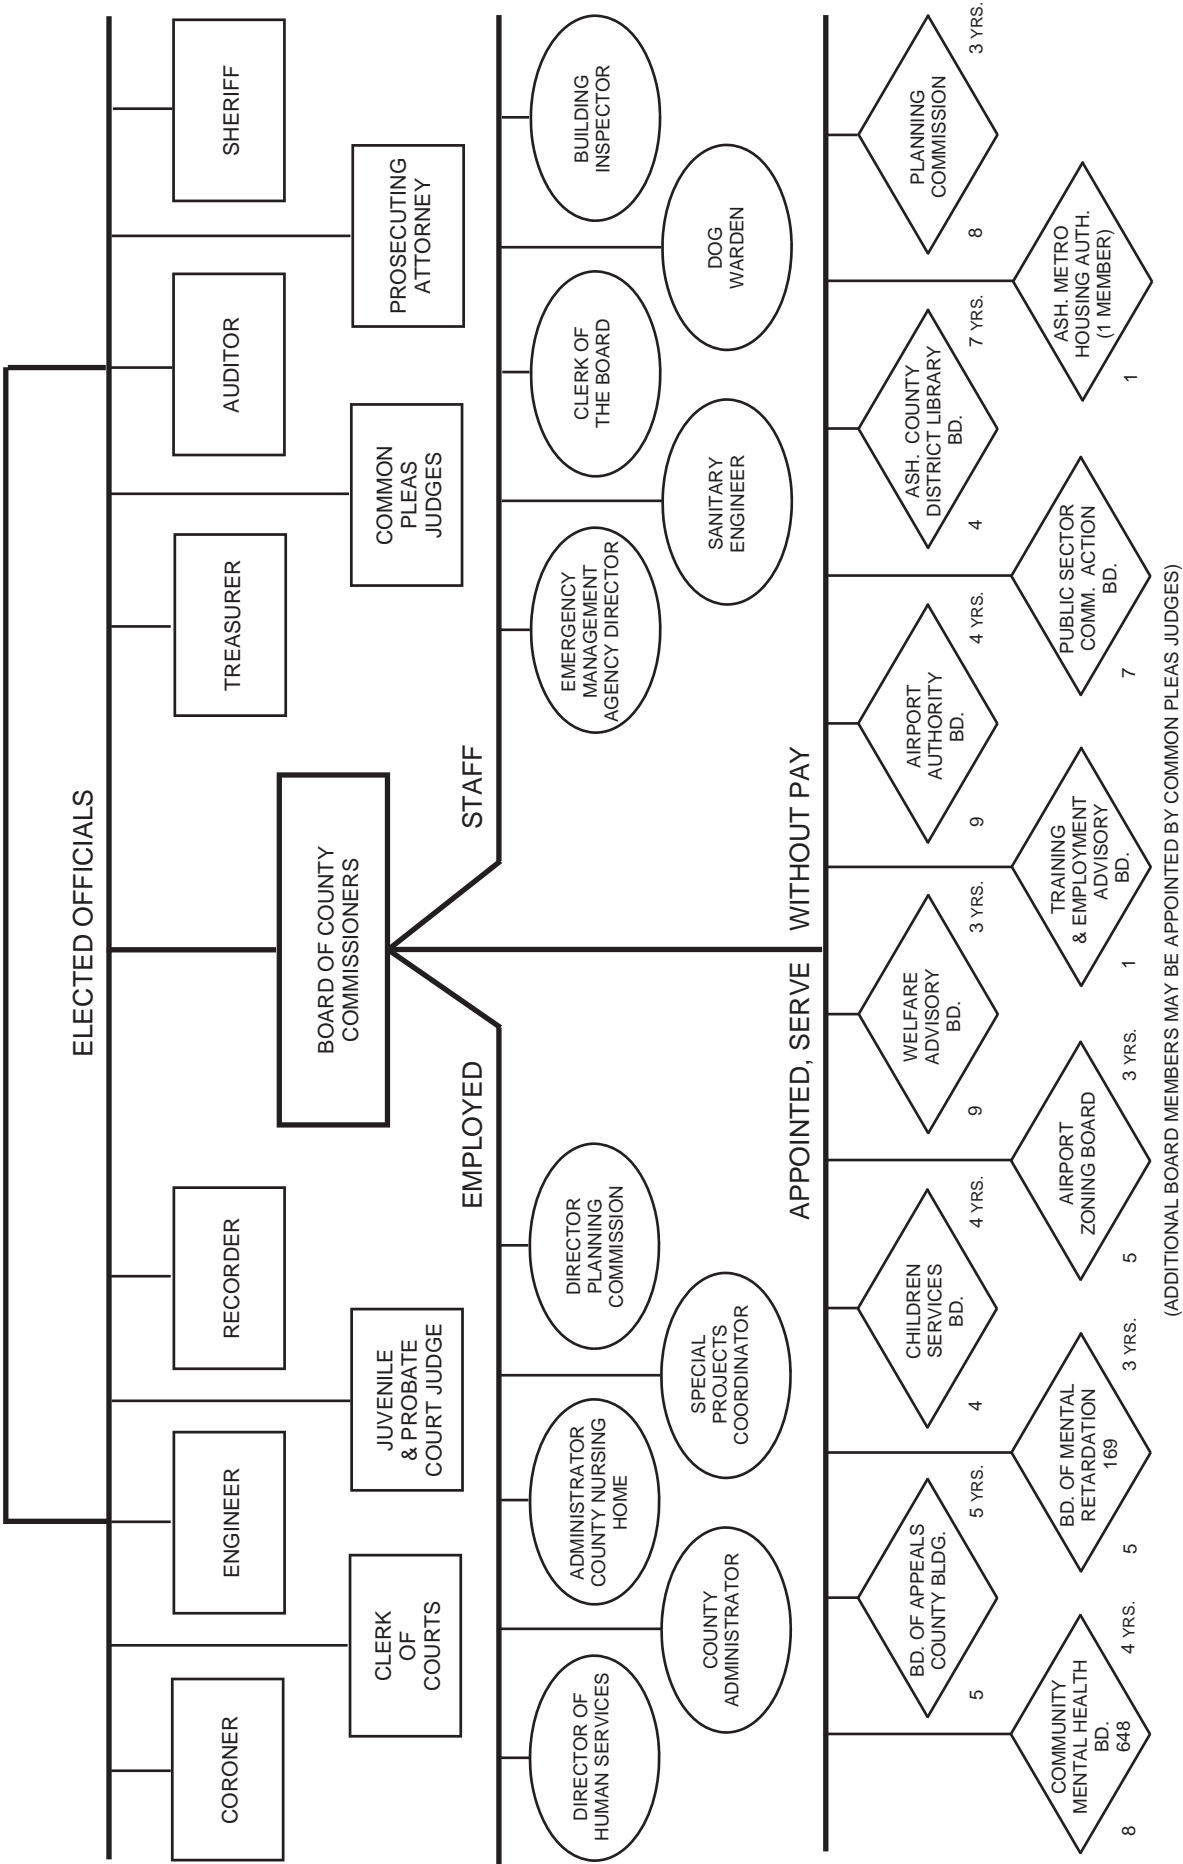 ELECTED OFFICIALS
CORONER
ENGINEER
RECORDER
TREASURER
AUDITOR
SHERIFF
CLERK
OF
COURTS
JUVENILE
& PROBATE
COURT JUDGE
BOARD OF COUNTY
COMMISSIONERS
COMMON
PLEAS
JUDGES
PROSECUTING
ATTORNEY
EMPLOYED
STAFF
DIRECTOR OF
HUMAN SERVICES
ADMINISTRATOR
COUNTY NURSING
HOME
DIRECTOR
PLANNING
COMMISSION
EMERGENCY
MANAGEMENT
AGENCY DIRECTOR
CLERK OF
THE BOARD
BUILDING
INSPECTOR
COUNTY
ADMINISTRATOR
SPECIAL
PROJECTS
COORDINATOR
SANITARY
ENGINEER
DOG
WARDEN
APPOINTED, SERVE WITHOUT PAY
BD. OF APPEALS
COUNTY BLDG.
5
5 YRS.
CHILDREN
SERVICES
BD.
4
4 YRS.
WELFARE
ADVISORY
BD.
9
3 YRS.
AIRPORT
AUTHORITY
BD.
9
4 YRS.
ASH. COUNTY
DISTRICT LIBRARY
BD.
4
7 YRS.
PLANNING
COMMISSION
8
3 YRS.
COMMUNITY
MENTAL HEALTH
BD.
648
8
4 YRS.
BD. OF MENTAL
RETARDATION
169
5
3 YRS.
AIRPORT
ZONING BOARD
5
3 YRS.
TRAINING
& EMPLOYMENT
ADVISORY
BD.
1
PUBLIC SECTOR
COMM. ACTION
BD.
7
ASH. METRO
HOUSING AUTH.
(1 MEMBER)
1
(ADDITIONAL BOARD MEMBERS MAY BE APPOINTED BY COMMON PLEAS JUDGES)